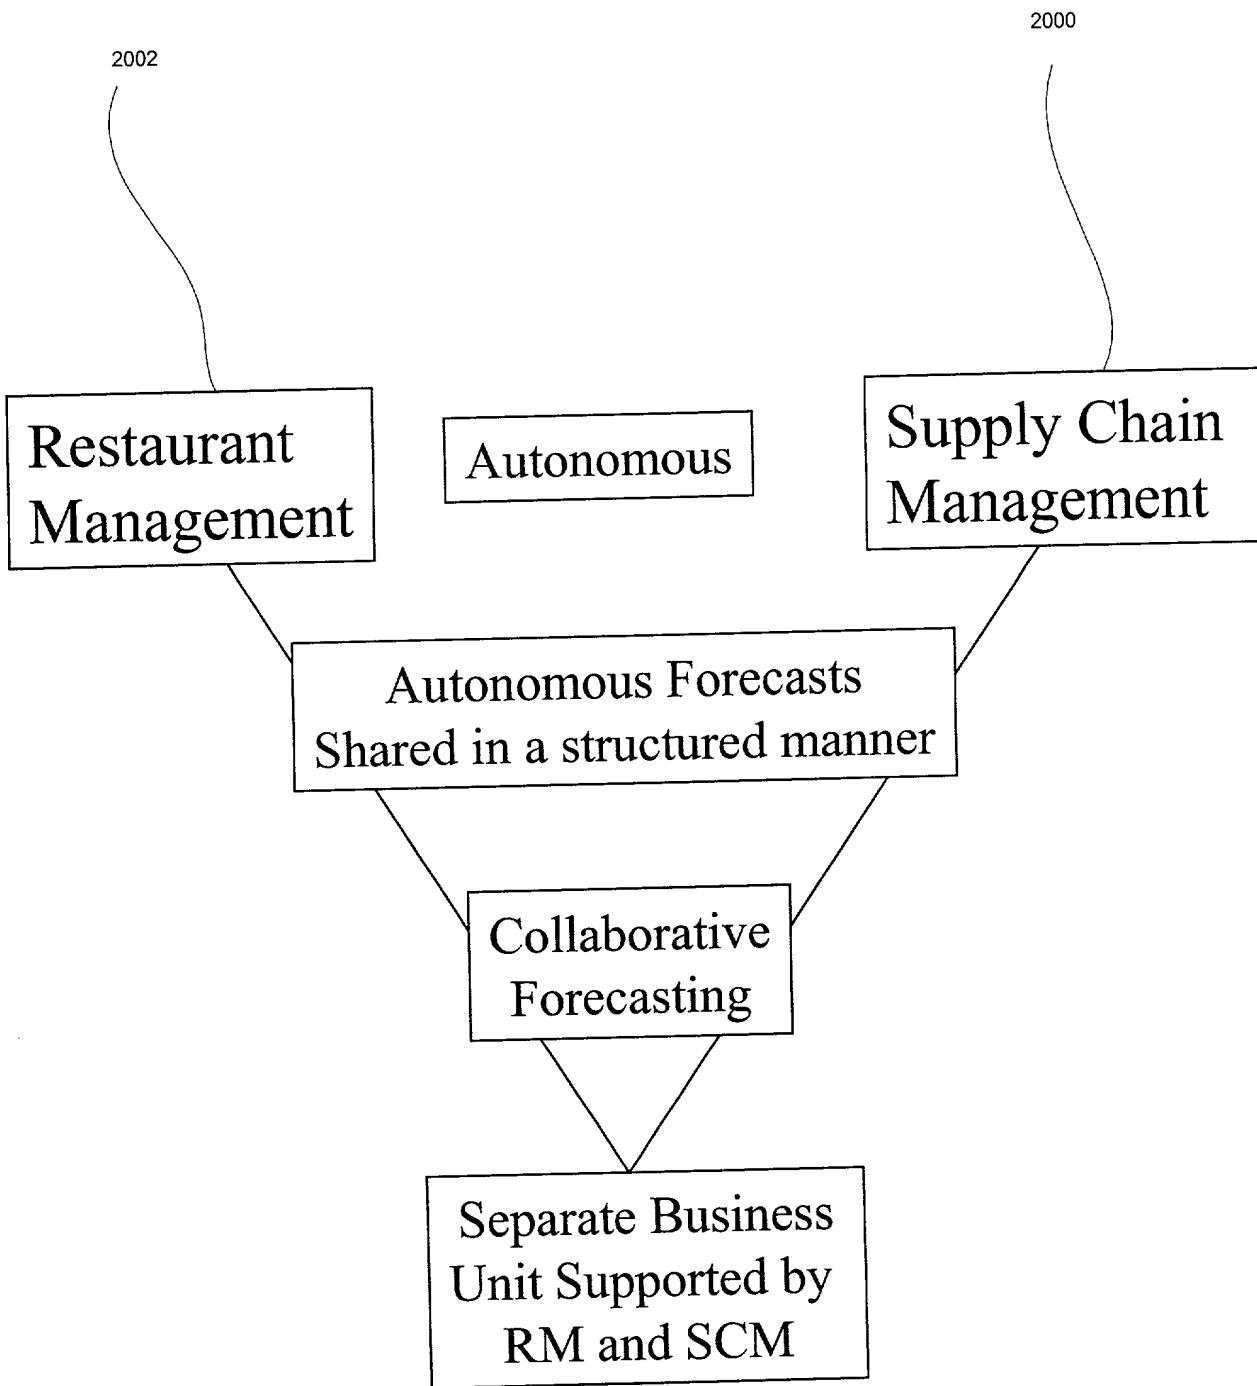 2002
2000
Restaurant
Management
Autonomous
Supply Chain
Management
Autonomous Forecasts
Shared in a structured manner
Collaborative
Forecasting
Separate Business
Unit Supported by
RM and SCM